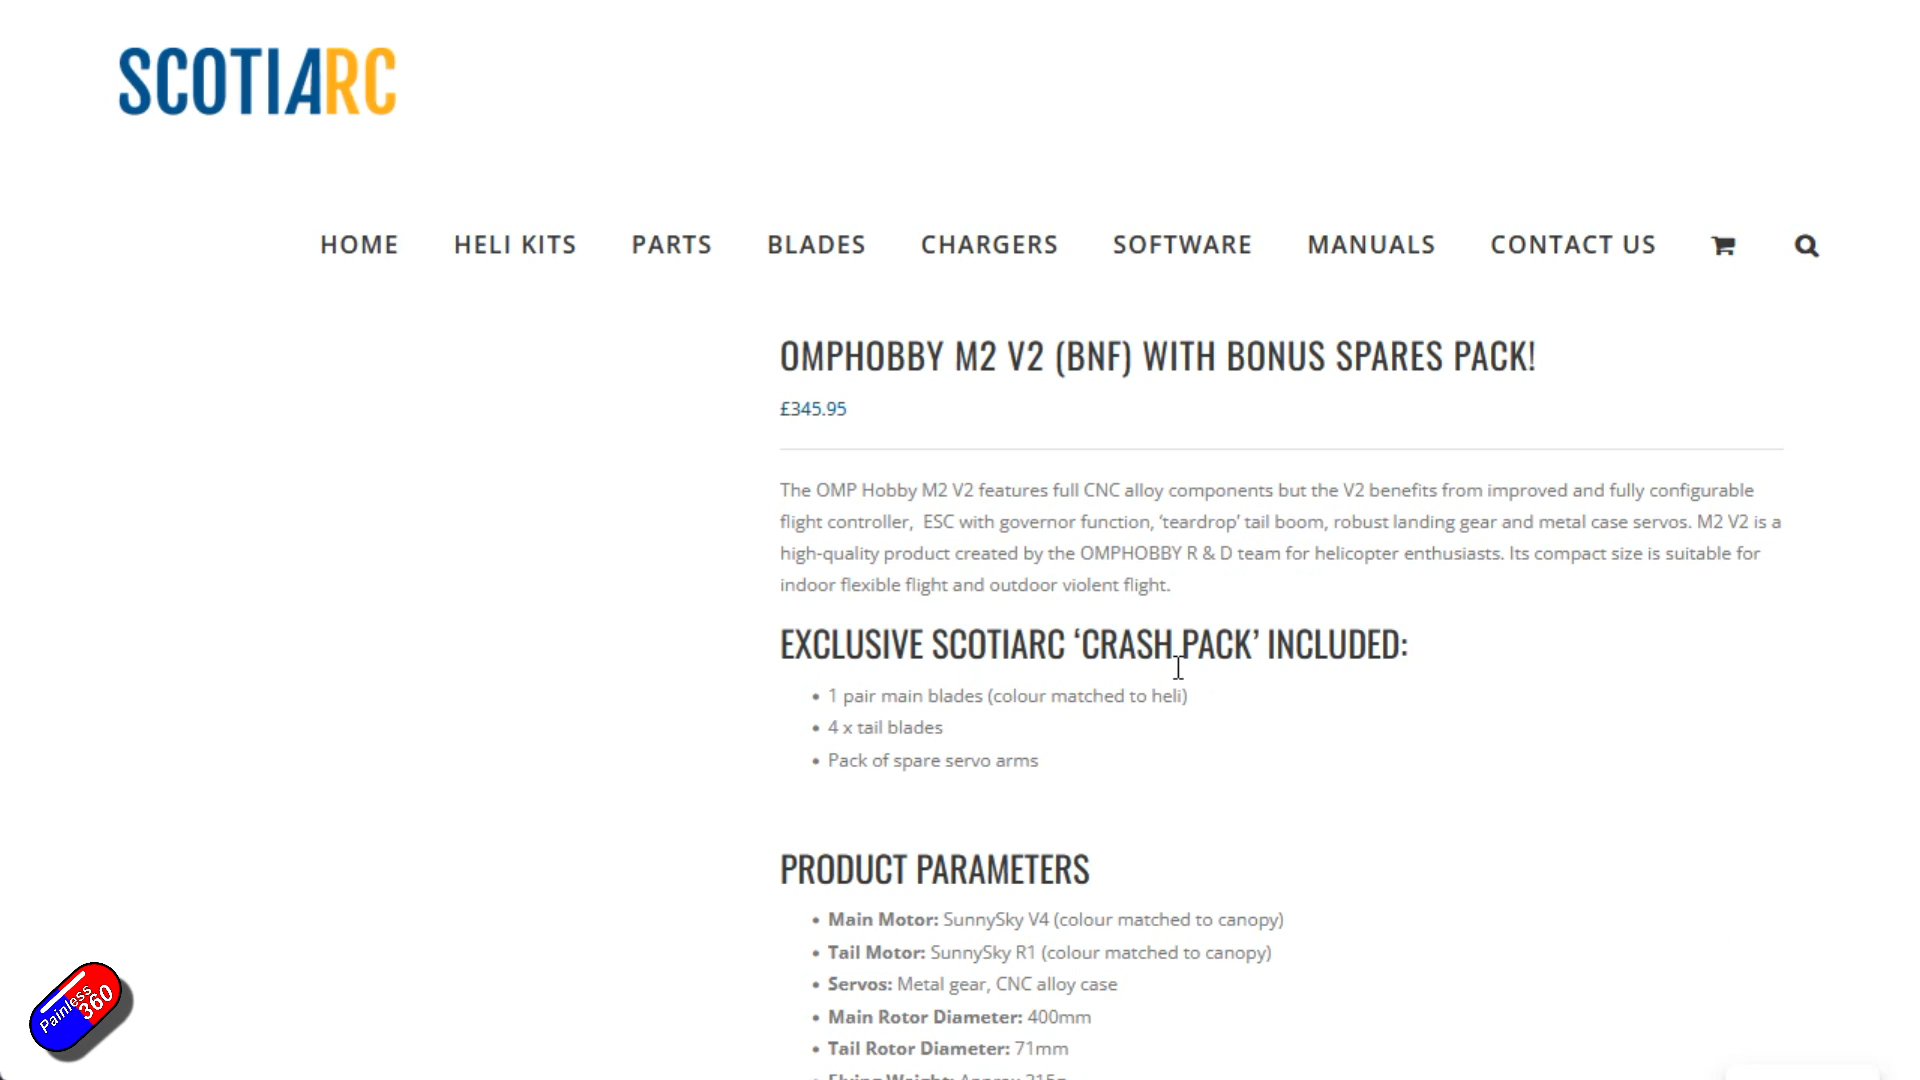 SCOTIARC
HOME HELI KITS PARTS BLADES CHARGERS SOFTWARE MANUALS CONTACT US
OMPHOBBY M2 V2 (BNF) WITH BONUS SPARES PACK!
£345.95
The OMP Hobby M2 V2 features full CNC alloy components but the V2 benefits from improved and fully configurable
flight controller,  ESC with governor function, ‘teardrop’ tail boom, robust landing gear and metal case servos. M2 V2 is a
high-quality product created by the OMPHOBBY R & D team for helicopter enthusiasts. Its compact size is suitable for
indoor flexible flight and outdoor violent flight.
EXCLUSIVE SCOTIARC ‘CRASH PACK’ INCLUDED:
• 1 pair main blades (colour matched to heli)
• 4 x tail blades
• Pack of spare servo arms
PRODUCT PARAMETERS
• Main Motor: SunnySky V4 (colour matched to canopy)
• Tail Motor: SunnySky R1 (colour matched to canopy)
• Servos: Metal gear, CNC alloy case
• Main Rotor Diameter: 400mm
• Tail Rotor Diameter: 71mm
Painless
360